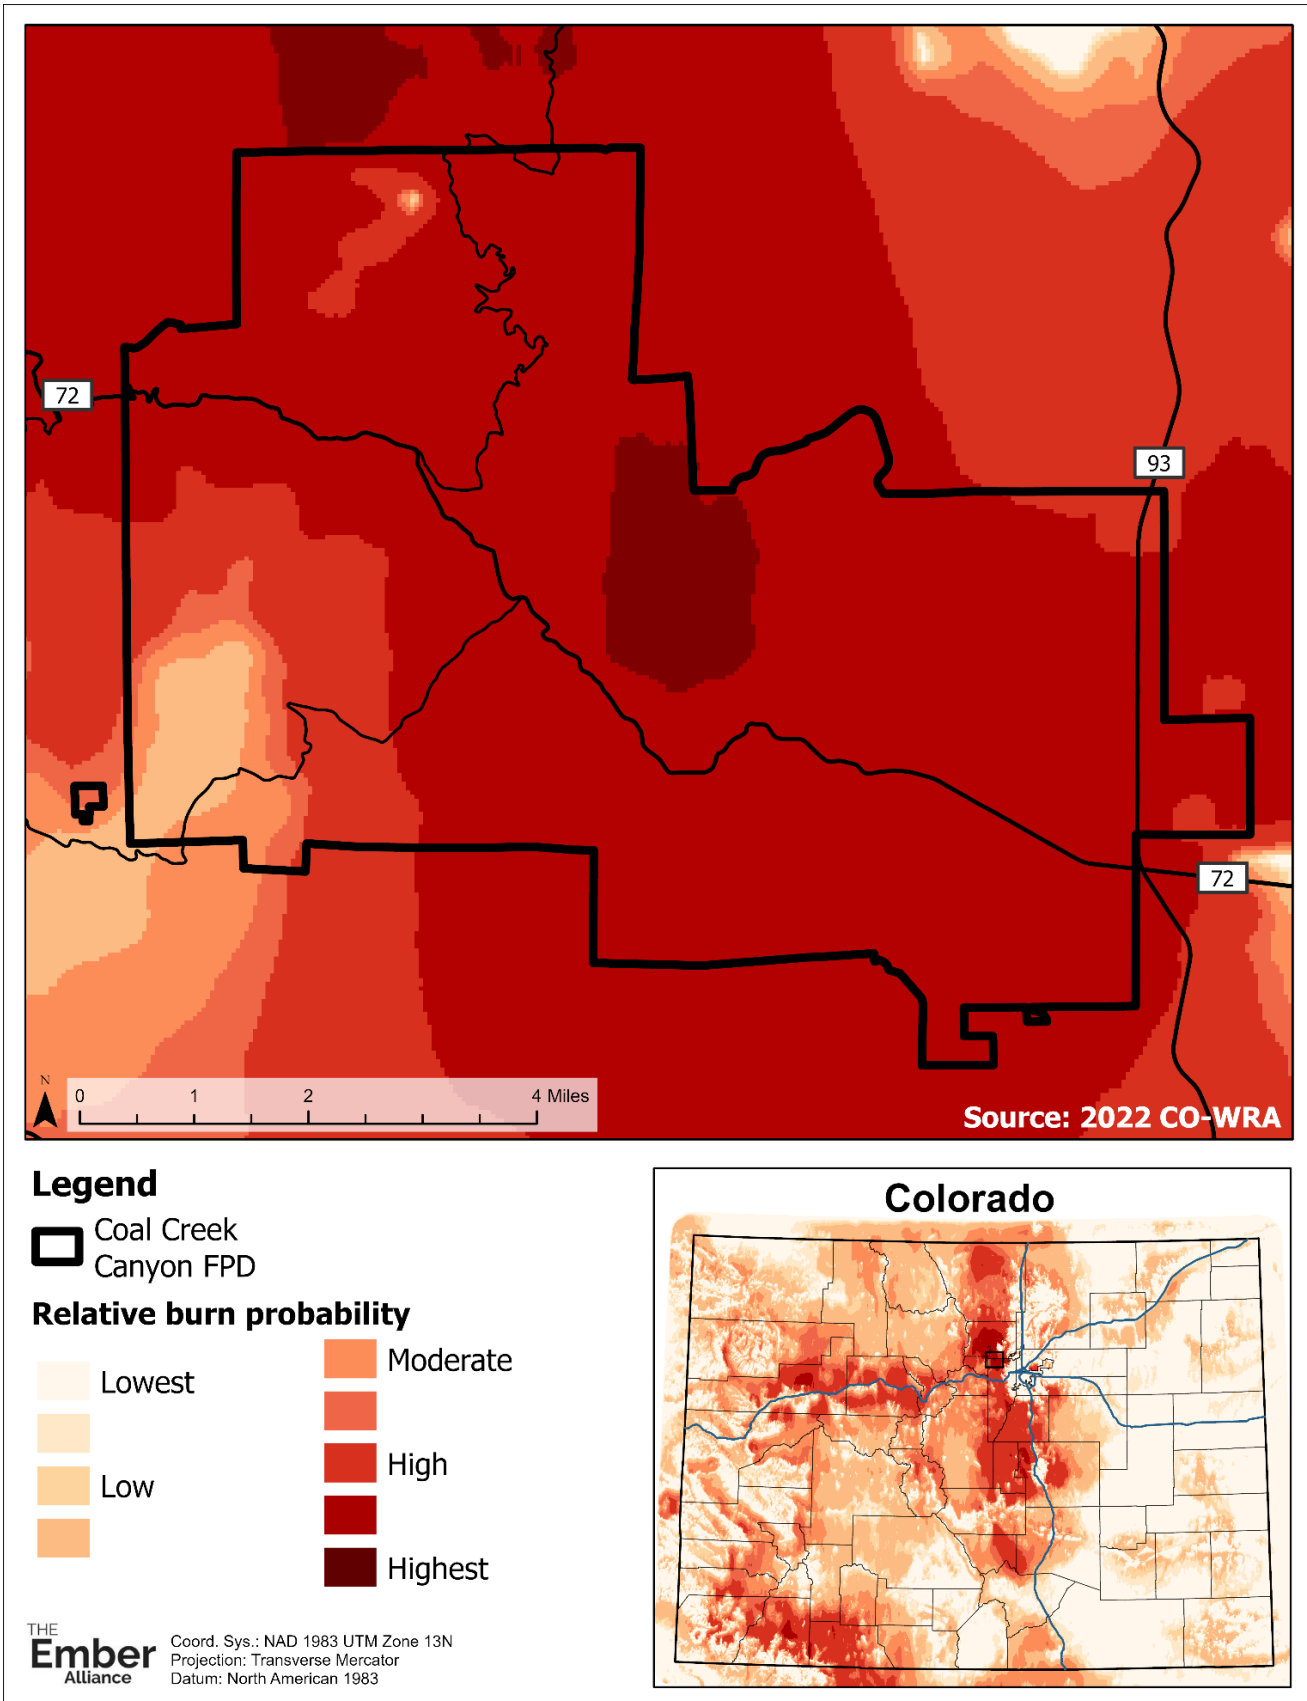 72
93
72
N
0 1 2 4 Miles
Source: 2022 CO-WRA
Legend
Coal Creek
Canyon FPD
Relative burn probability
Lowest
Low
Moderate
High
Highest
THE
Ember
Alliance
Coord. Sys.: NAD 1983 UTM Zone 13N
Projection: Transverse Mercator
Datum: North American 1983
Colorado